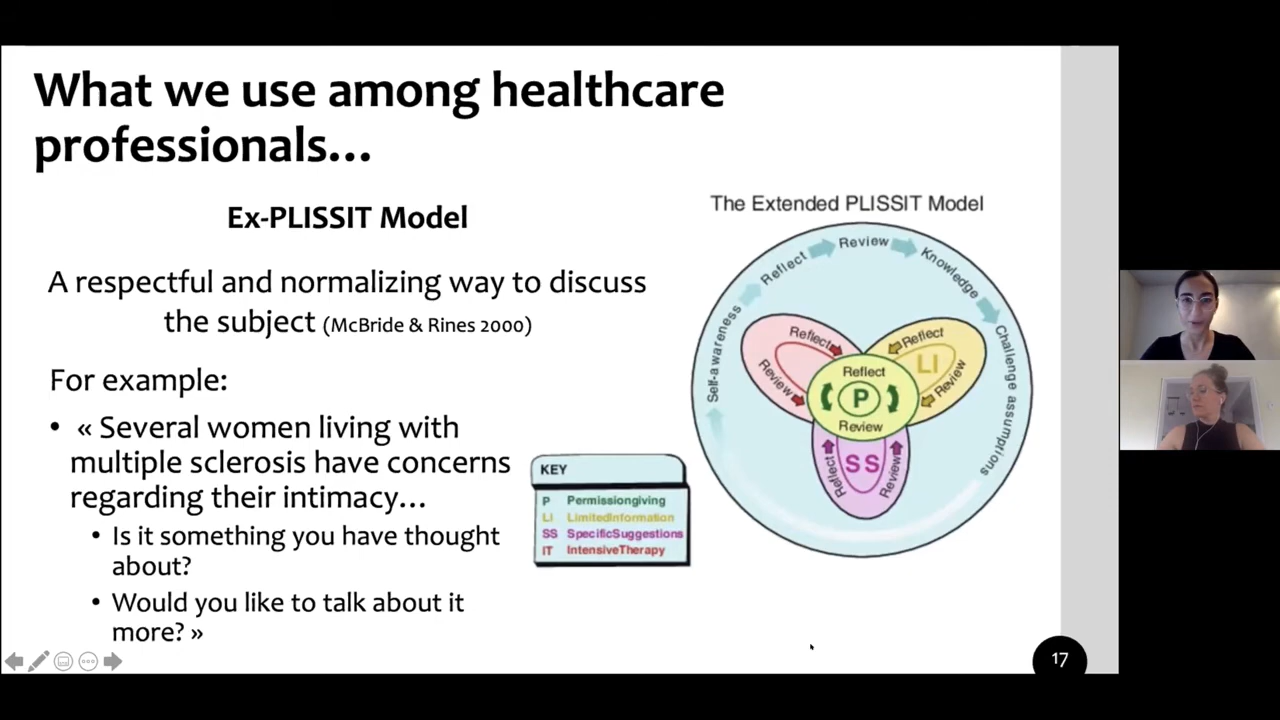 What we use among healthcare
professionals...
Ex-PLISSIT Model
A respectful and normalizing way to discuss
the subject (McBride & Rines 2000)
For example:
• « Several women living with
multiple sclerosis have concerns
regarding their intimacy...
• Is it something you have thought
about?
• Would you like to talk about it
more? »
KEY
P Permissiongiving
LI LimitedInformation
SS SpecificSuggestions
IT IntensiveTherapy
The Extended PLISSIT Model
Self-awareness
Reflect
Review
Knowledge
Challenge assumptions
Reflect
Review
Reflect
LI
Review
Reflect
P
Review
Reflect
SS
Review
17